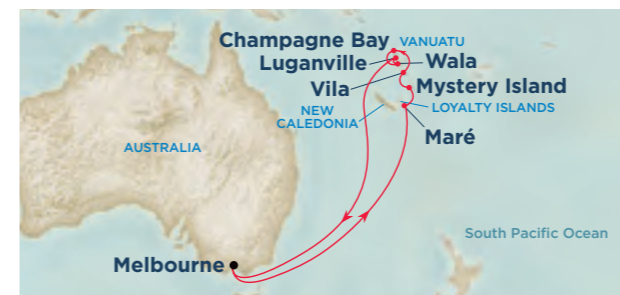 Champagne Bay VANUATU
Luganville Wala
Vila Mystery Island
NEW
CALEDONIA LOYALTY ISLANDS
Maré
AUSTRALIA
South Pacific Ocean
Melbourne